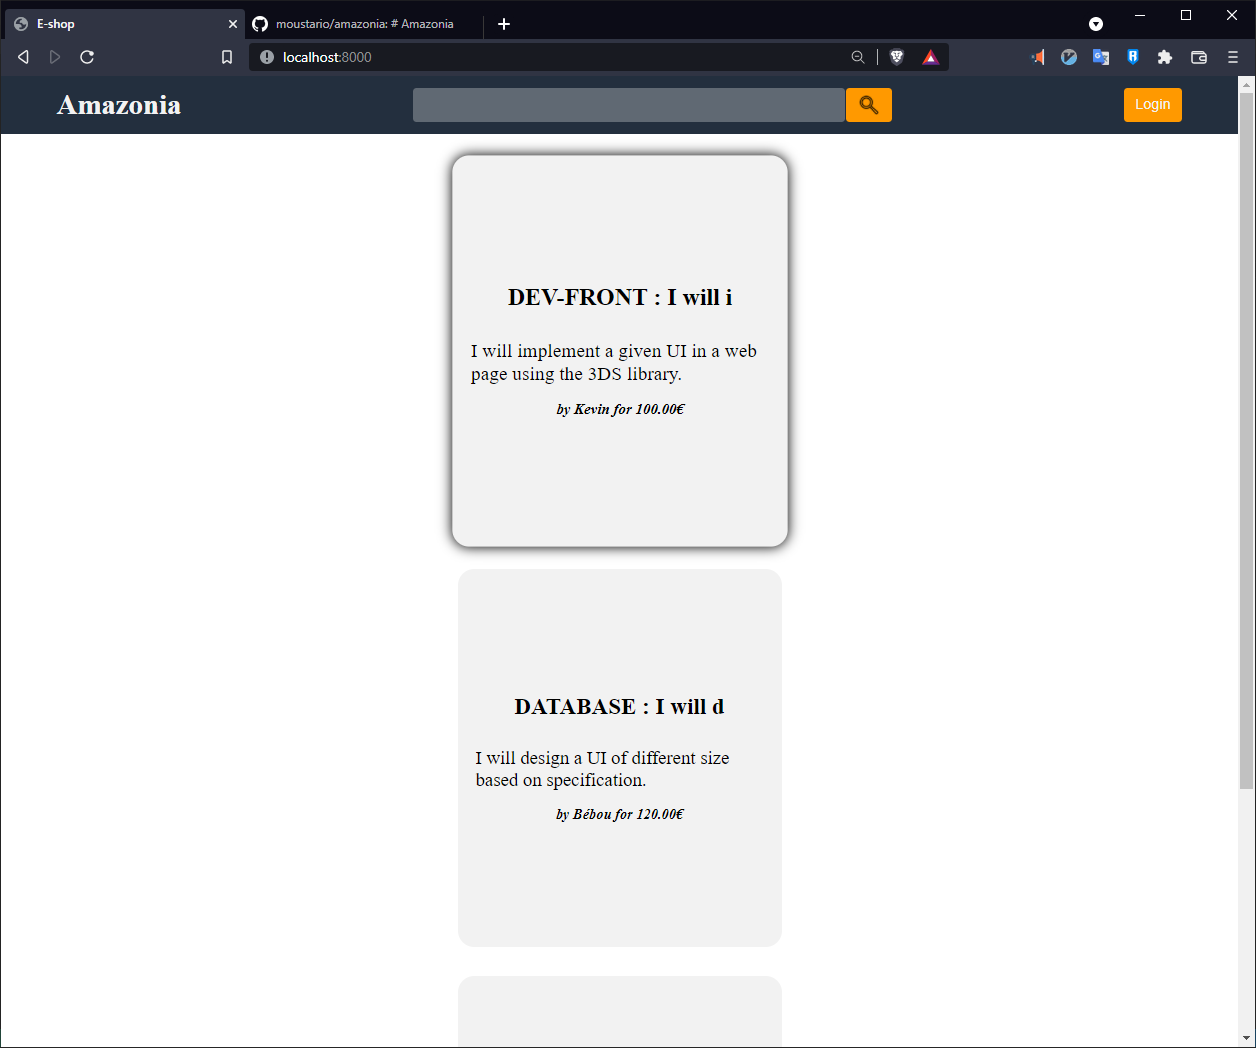 E-shop
moustario/amazonia: # Amazonia
localhost:8000
Amazonia
Login
DEV-FRONT : I will i
I will implement a given UI in a web
page using the 3DS library.
by Kevin for 100.00€
DATABASE : I will d
I will design a UI of different size
based on specification.
by Bébou for 120.00€